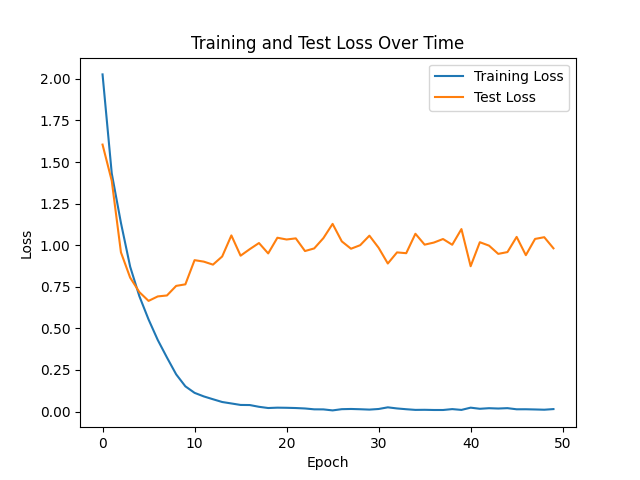 Training and Test Loss Over Time
Training Loss
Test Loss
2.00
1.75
1.50
1.25
1.00
0.75
0.50
0.25
0.00
Loss
0 10 20 30 40 50
Epoch